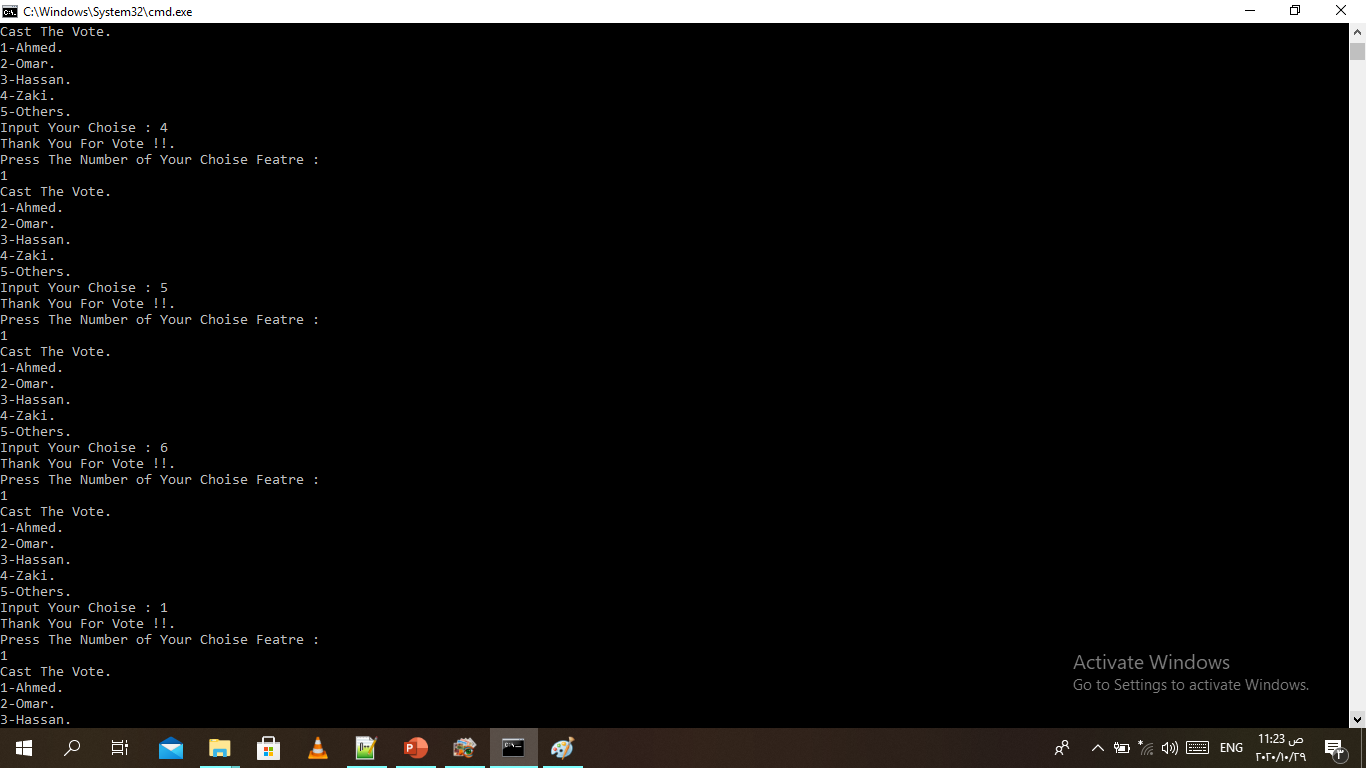 C:\Windows\System32\cmd.exe
Cast The Vote.
1-Ahmed.
2-Omar.
3-Hassan.
4-Zaki.
5-Others.
Input Your Choise : 4
Thank You For Vote !!.
Press The Number of Your Choise Featre :
1
Cast The Vote.
1-Ahmed.
2-Omar.
3-Hassan.
4-Zaki.
5-Others.
Input Your Choise : 5
Thank You For Vote !!.
Press The Number of Your Choise Featre :
1
Cast The Vote.
1-Ahmed.
2-Omar.
3-Hassan.
4-Zaki.
5-Others.
Input Your Choise : 6
Thank You For Vote !!.
Press The Number of Your Choise Featre :
1
Cast The Vote.
1-Ahmed.
2-Omar.
3-Hassan.
4-Zaki.
5-Others.
Input Your Choise : 1
Thank You For Vote !!.
Press The Number of Your Choise Featre :
1
Cast The Vote.
1-Ahmed.
2-Omar.
3-Hassan.
Activate Windows
Go to Settings to activate Windows.
ENG
11:23 ص
٢٠٢٠/١٠/٢٩
٣